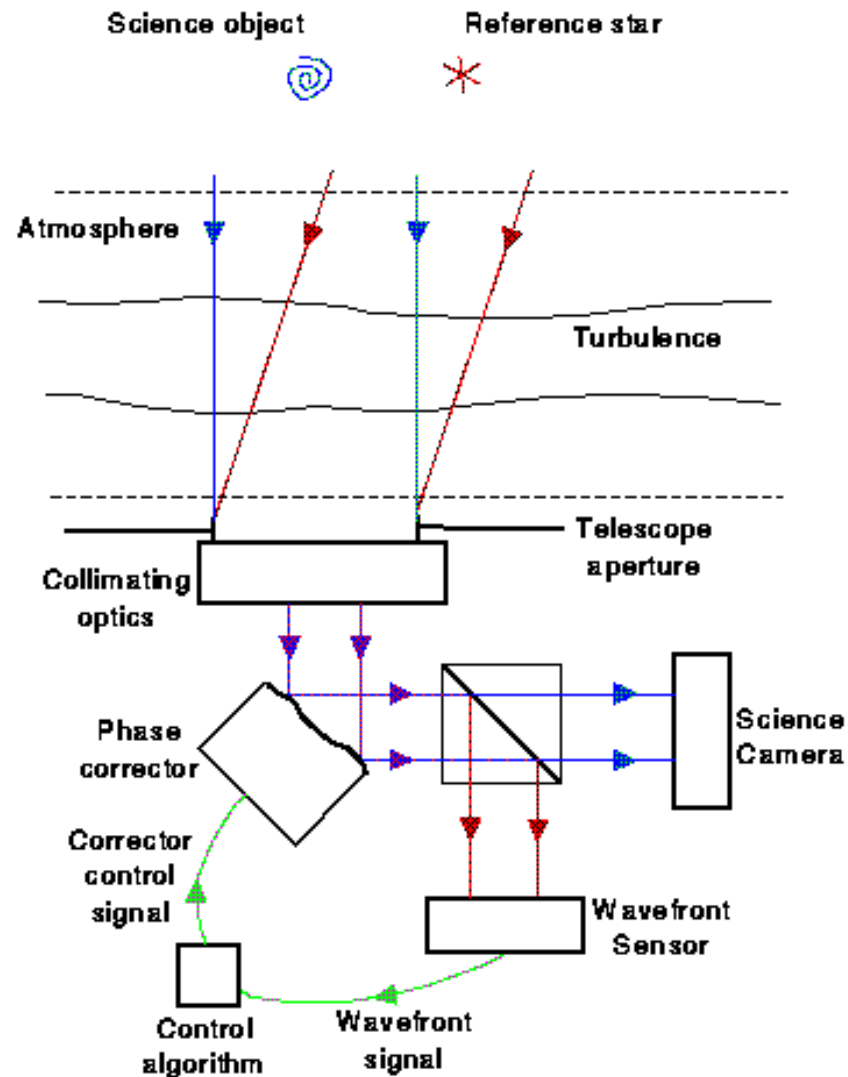 Science object
Reference star
Atmosphere
Turbulence
Telescope
aperture
Collimating
optics
Phase
corrector
Science
Camera
Corrector
control
signal
Wavefront
Sensor
Control
algorithm
Wavefront
signal